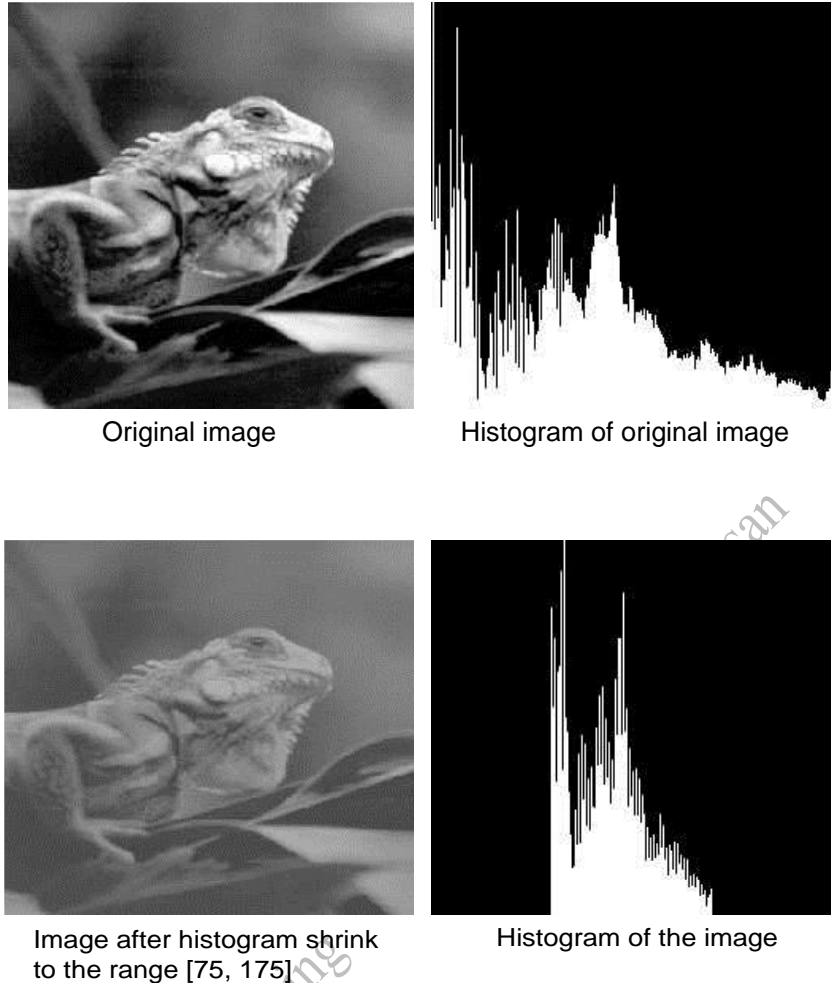 Original image
Histogram of original image
Image after histogram shrink
to the range [75, 175]
Histogram of the image